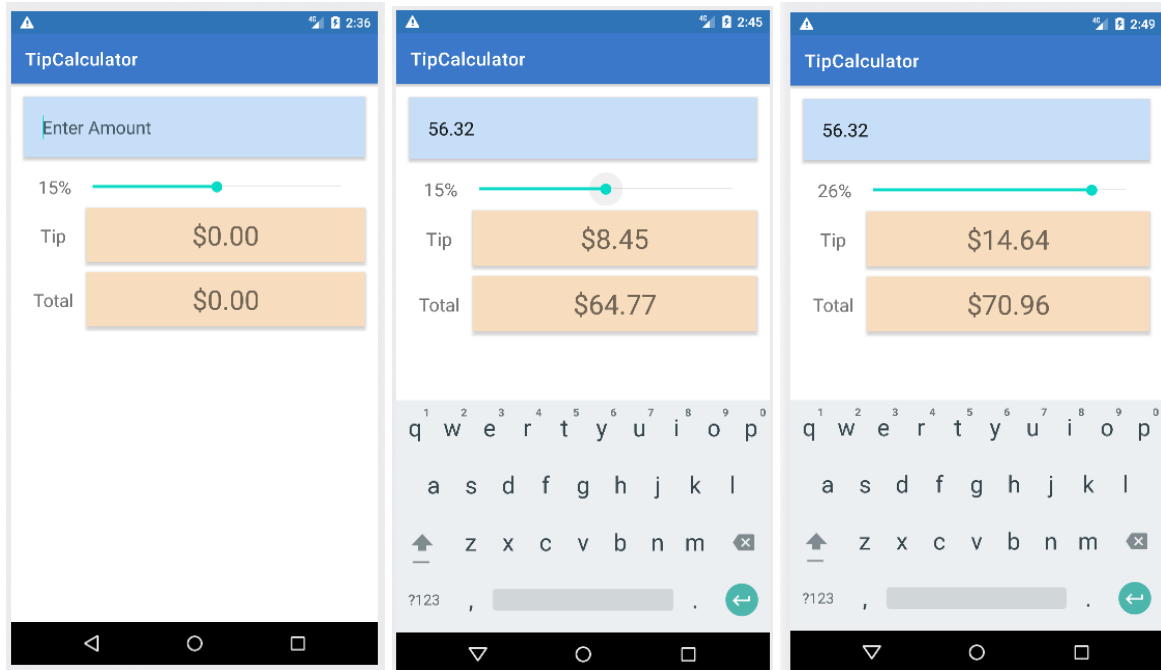 4G 2:36
TipCalculator
Enter Amount
15%
Tip $0.00
Total $0.00
4G 2:45
TipCalculator
56.32
15%
Tip $8.45
Total $64.77
1 2 3 4 5 6 7 8 9 0
q w e r t y u i o p
a s d f g h j k l
z x c v b n m
?123 , .
4G 2:49
TipCalculator
56.32
26%
Tip $14.64
Total $70.96
1 2 3 4 5 6 7 8 9 0
q w e r t y u i o p
a s d f g h j k l
z x c v b n m
?123 , .